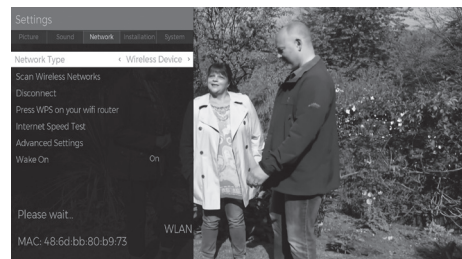 Settings
Picture Sound Network Installation System
Network Type ‹ Wireless Device ›
Scan Wireless Networks
Disconnect
Press WPS on your wifi router
Internet Speed Test
Advanced Settings
Wake On On
Please wait...
WLAN
MAC: 48:6d:bb:80:b9:73